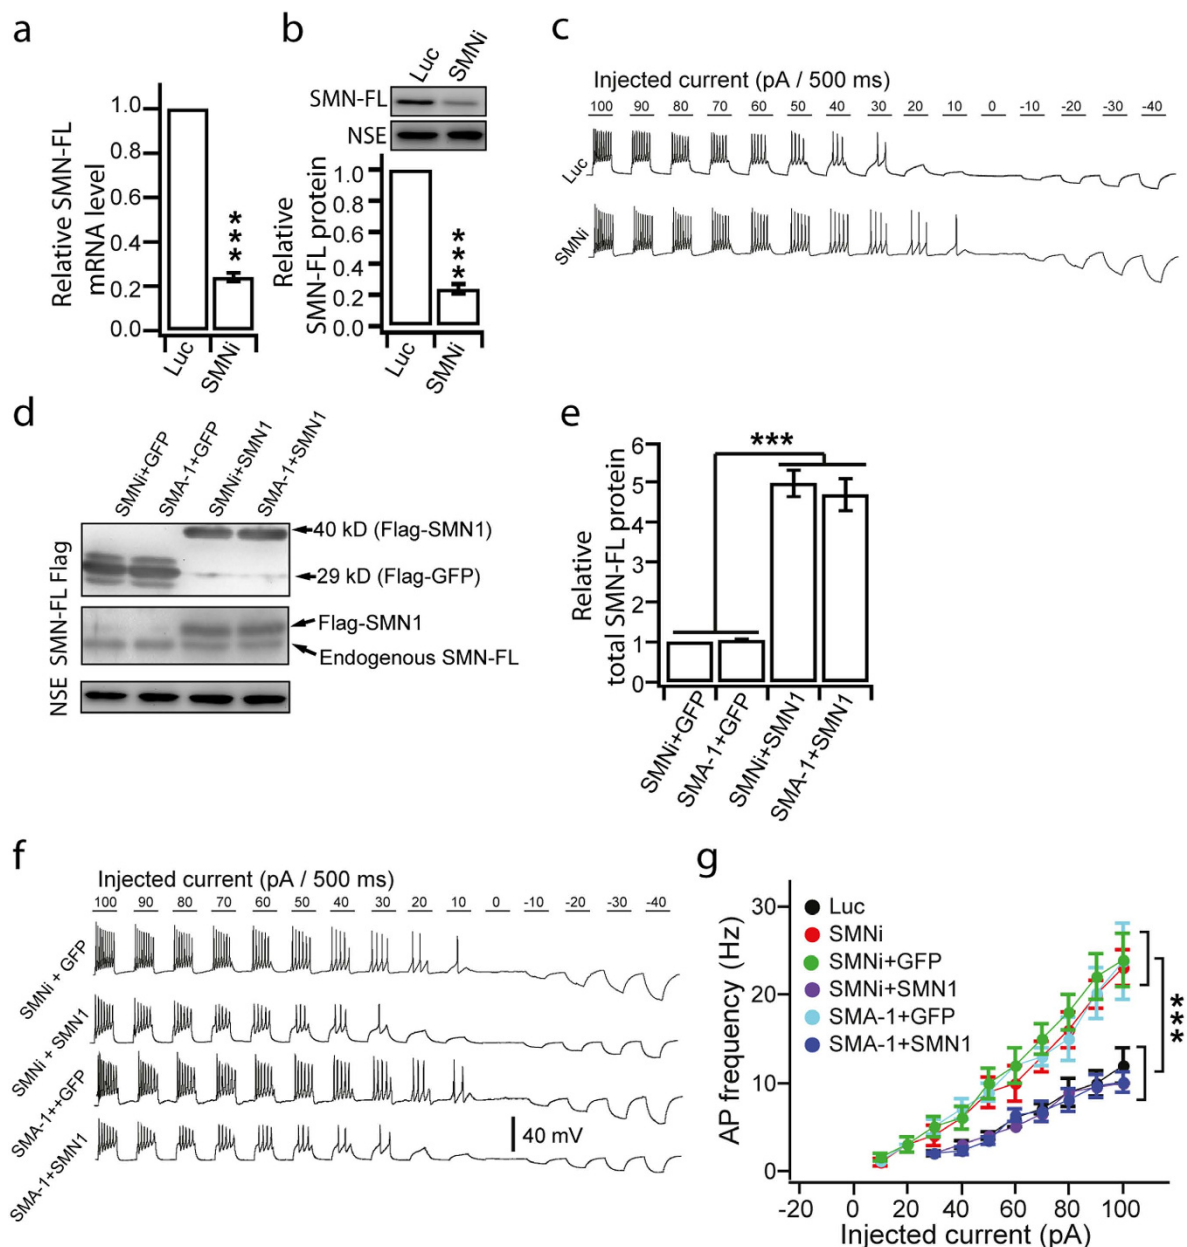 a
Relative SMN-FL
mRNA level
1.0
0.8
0.6
0.4
0.2
0.0
***
Luc
SMNi
b
Luc
SMNi
SMN-FL
NSE
Relative
SMN-FL protein
1.0
0.8
0.6
0.4
0.2
0.0
***
Luc
SMNi
c
Injected current (pA / 500 ms)
100 90 80 70 60 50 40 30 20 10 0 -10 -20 -30 -40
Luc
SMNi
d
SMNi+GFP
SMA-1+GFP
SMNi+SMN1
SMA-1+SMN1
NSE SMN-FL Flag
40 kD (Flag-SMN1)
29 kD (Flag-GFP)
Flag-SMN1
Endogenous SMN-FL
e
Relative
total SMN-FL protein
6
5
4
3
2
1
0
***
SMNi+GFP
SMA-1+GFP
SMNi+SMN1
SMA-1+SMN1
f
Injected current (pA / 500 ms)
100 90 80 70 60 50 40 30 20 10 0 -10 -20 -30 -40
SMNi + GFP
SMNi + SMN1
SMA-1++GFP
SMA-1+SMN1
40 mV
g
AP frequency (Hz)
30
20
10
0
Luc
SMNi
SMNi+GFP
SMNi+SMN1
SMA-1+GFP
SMA-1+SMN1
***
-20 0 20 40 60 80 100
Injected current (pA)